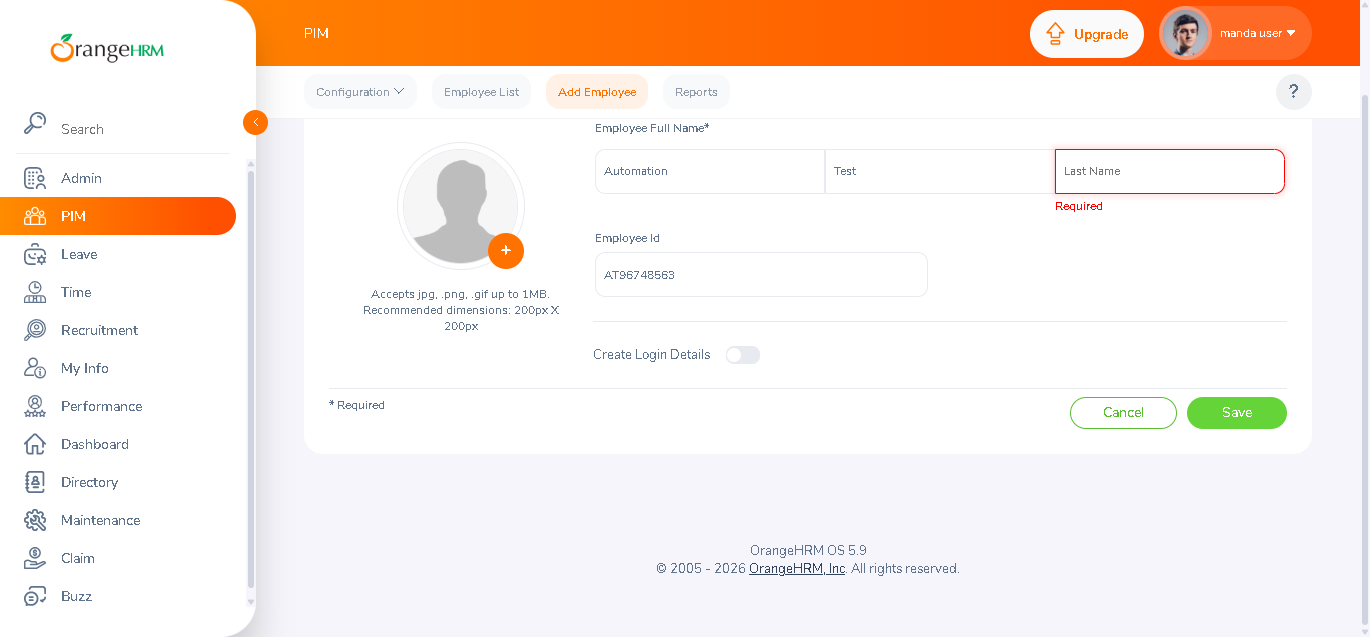 OrangeHRM
PIM
Upgrade
manda user
Configuration
Employee List
Add Employee
Reports
?
Search
Admin
PIM
Leave
Time
Recruitment
My Info
Performance
Dashboard
Directory
Maintenance
Claim
Buzz
Accepts jpg, .png, .gif up to 1MB.
Recommended dimensions: 200px X
200px
Employee Full Name*
Automation
Test
Last Name
Required
Employee Id
AT96748563
Create Login Details
* Required
Cancel
Save
OrangeHRM OS 5.9
© 2005 - 2026 OrangeHRM, Inc. All rights reserved.